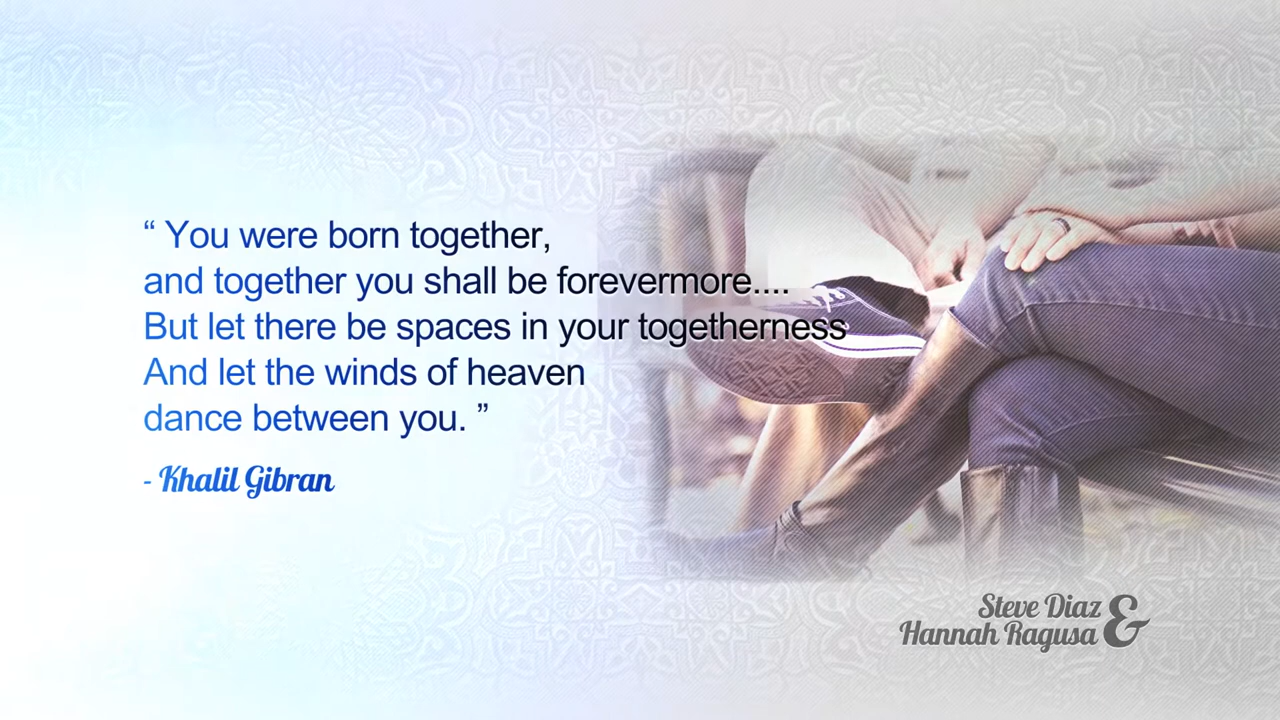 “ You were born together,
and together you shall be forevermore....
But let there be spaces in your togetherness
And let the winds of heaven
dance between you. ”
- Khalil Gibran
Steve Diaz &
Hannah Ragusa